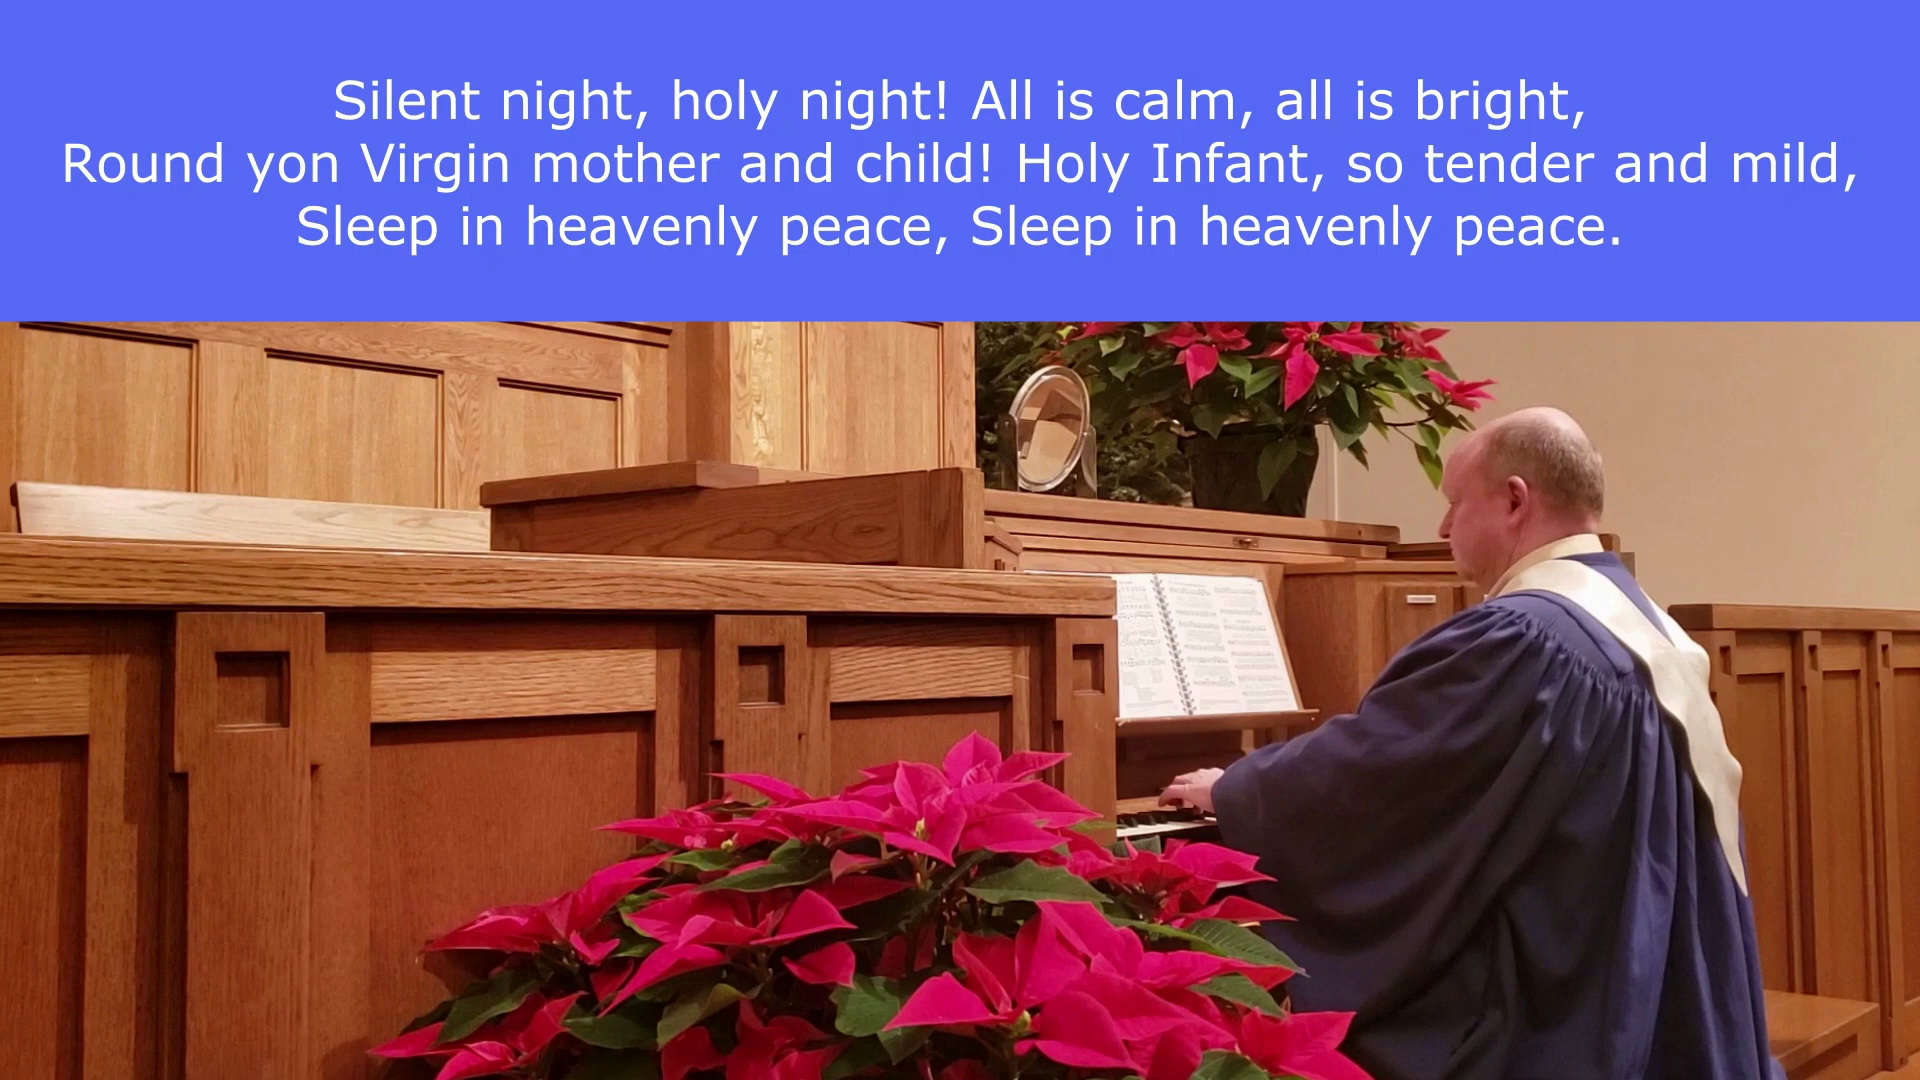 Silent night, holy night! All is calm, all is bright,
Round yon Virgin mother and child! Holy Infant, so tender and mild,
Sleep in heavenly peace, Sleep in heavenly peace.